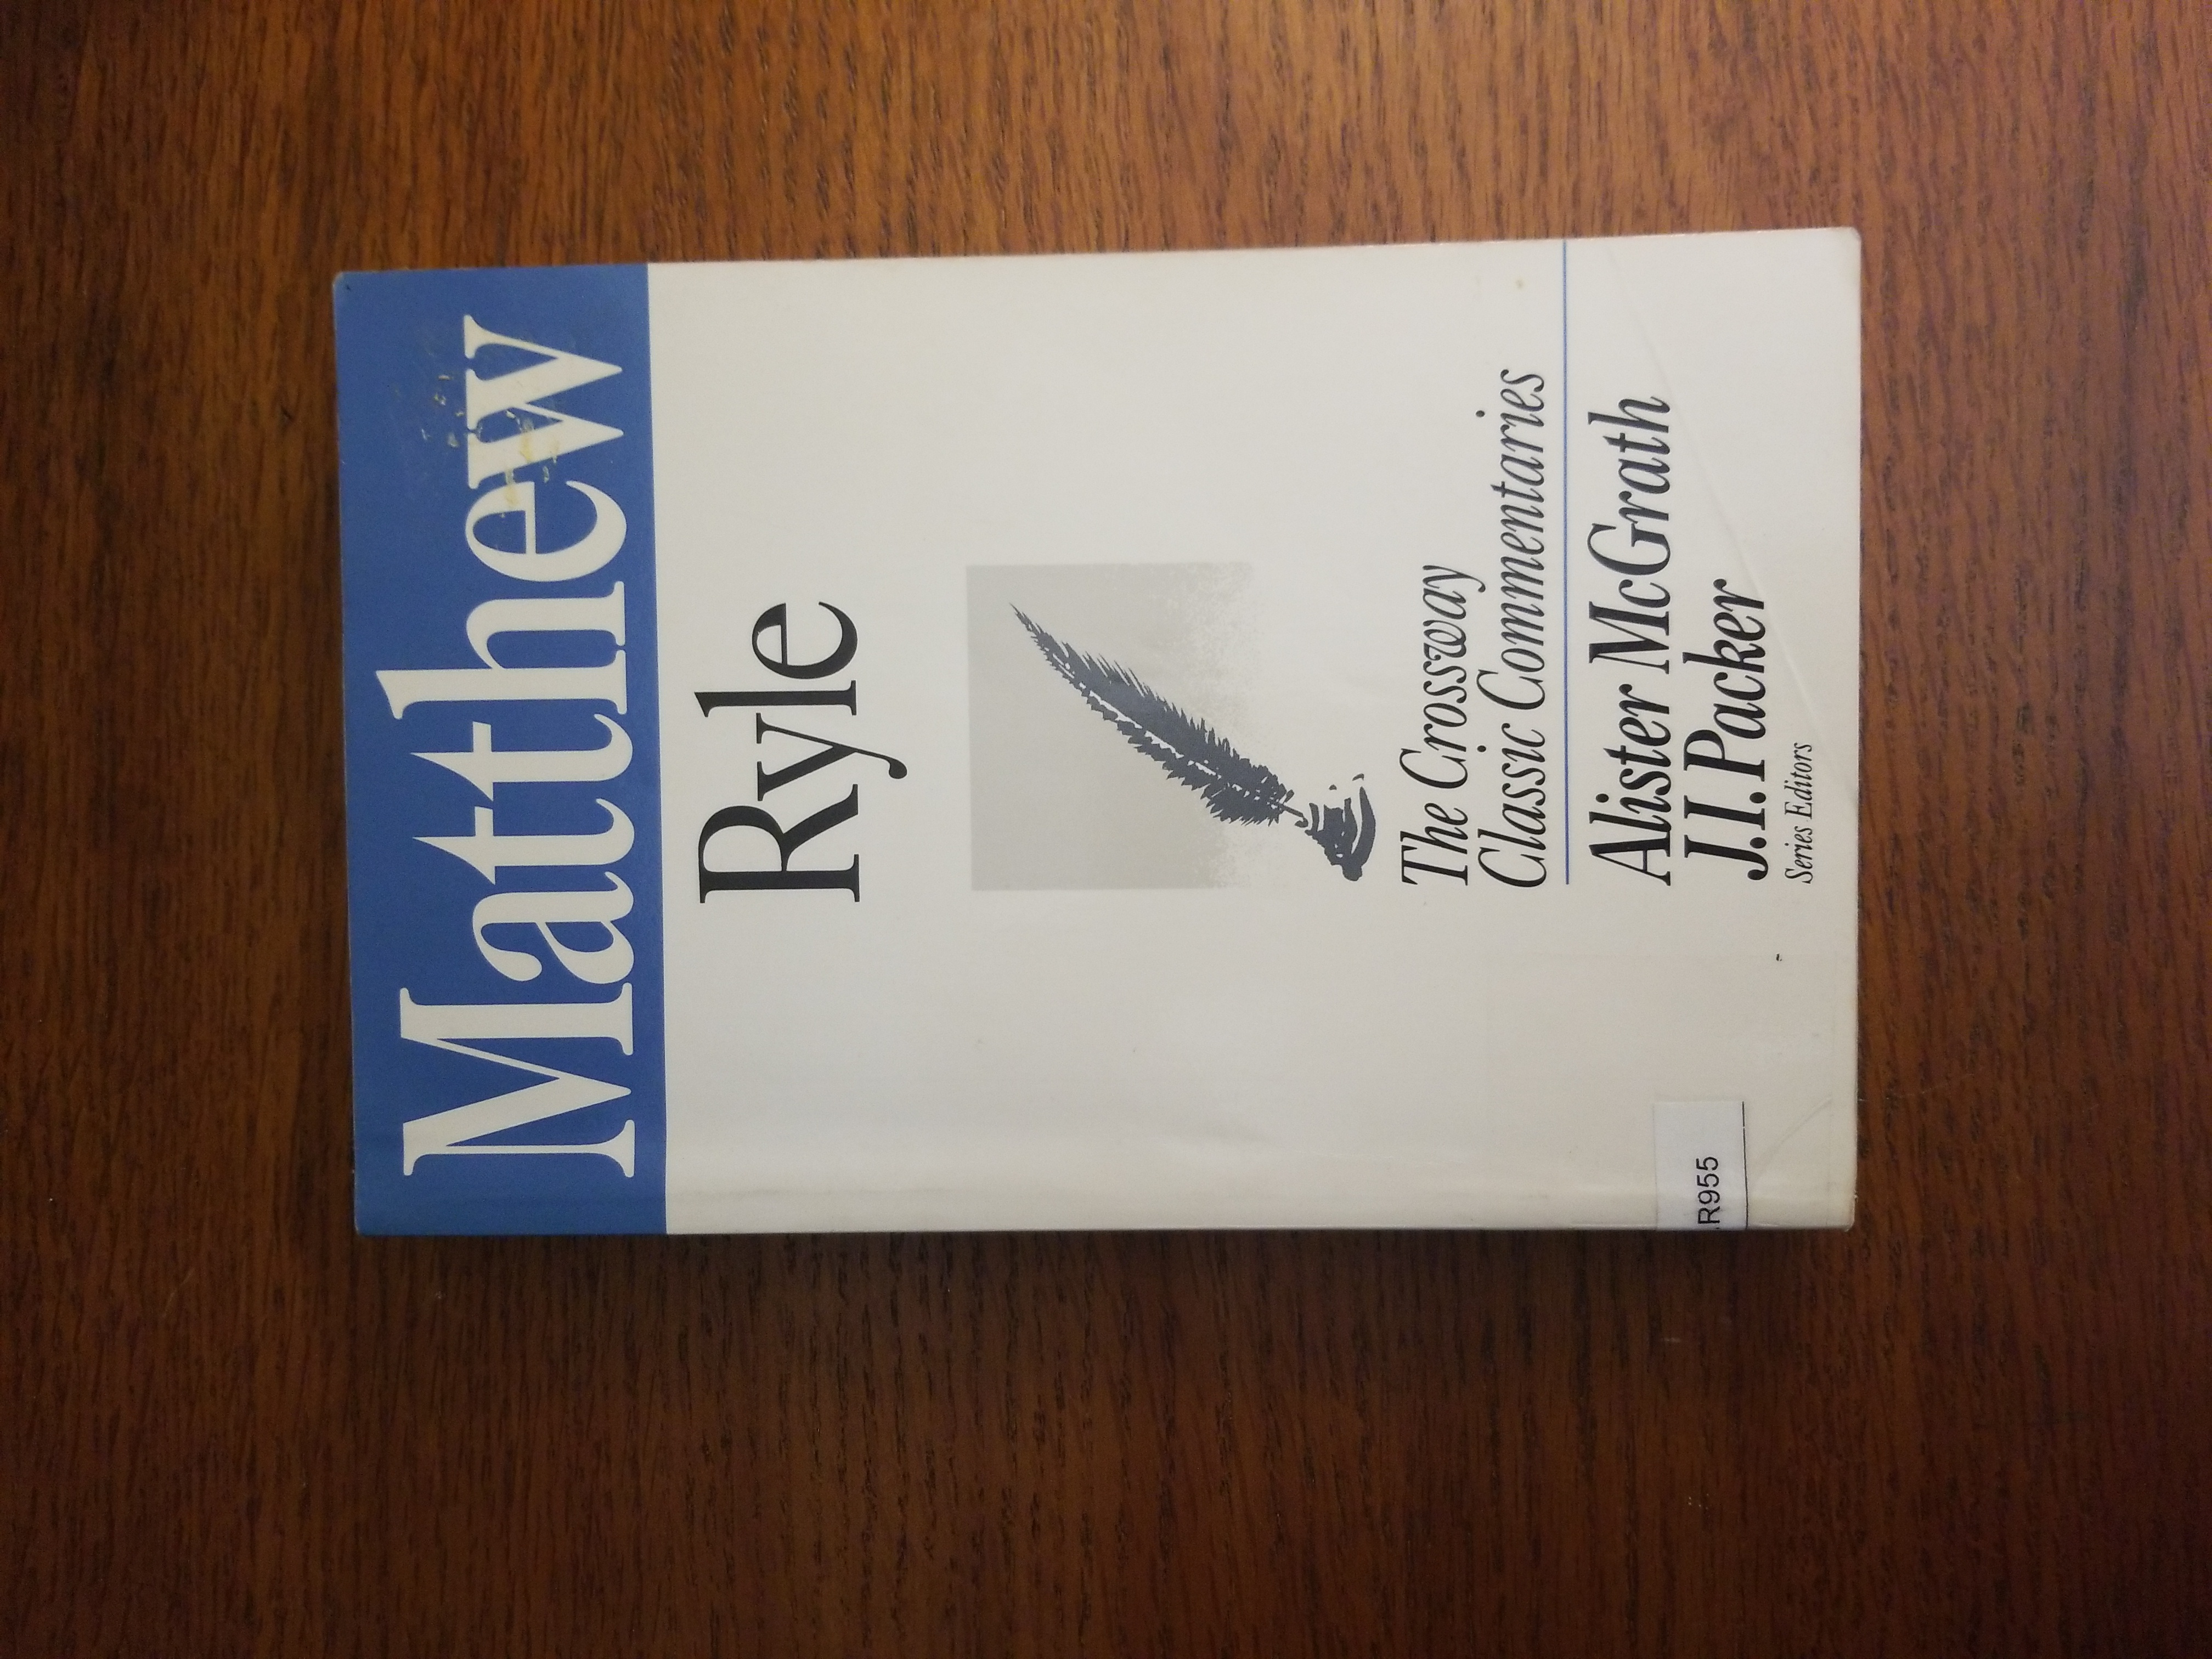 Matthew
Ryle
The Crossway
Classic Commentaries
Alister McGrath
J.I. Packer
Series Editors
.R955